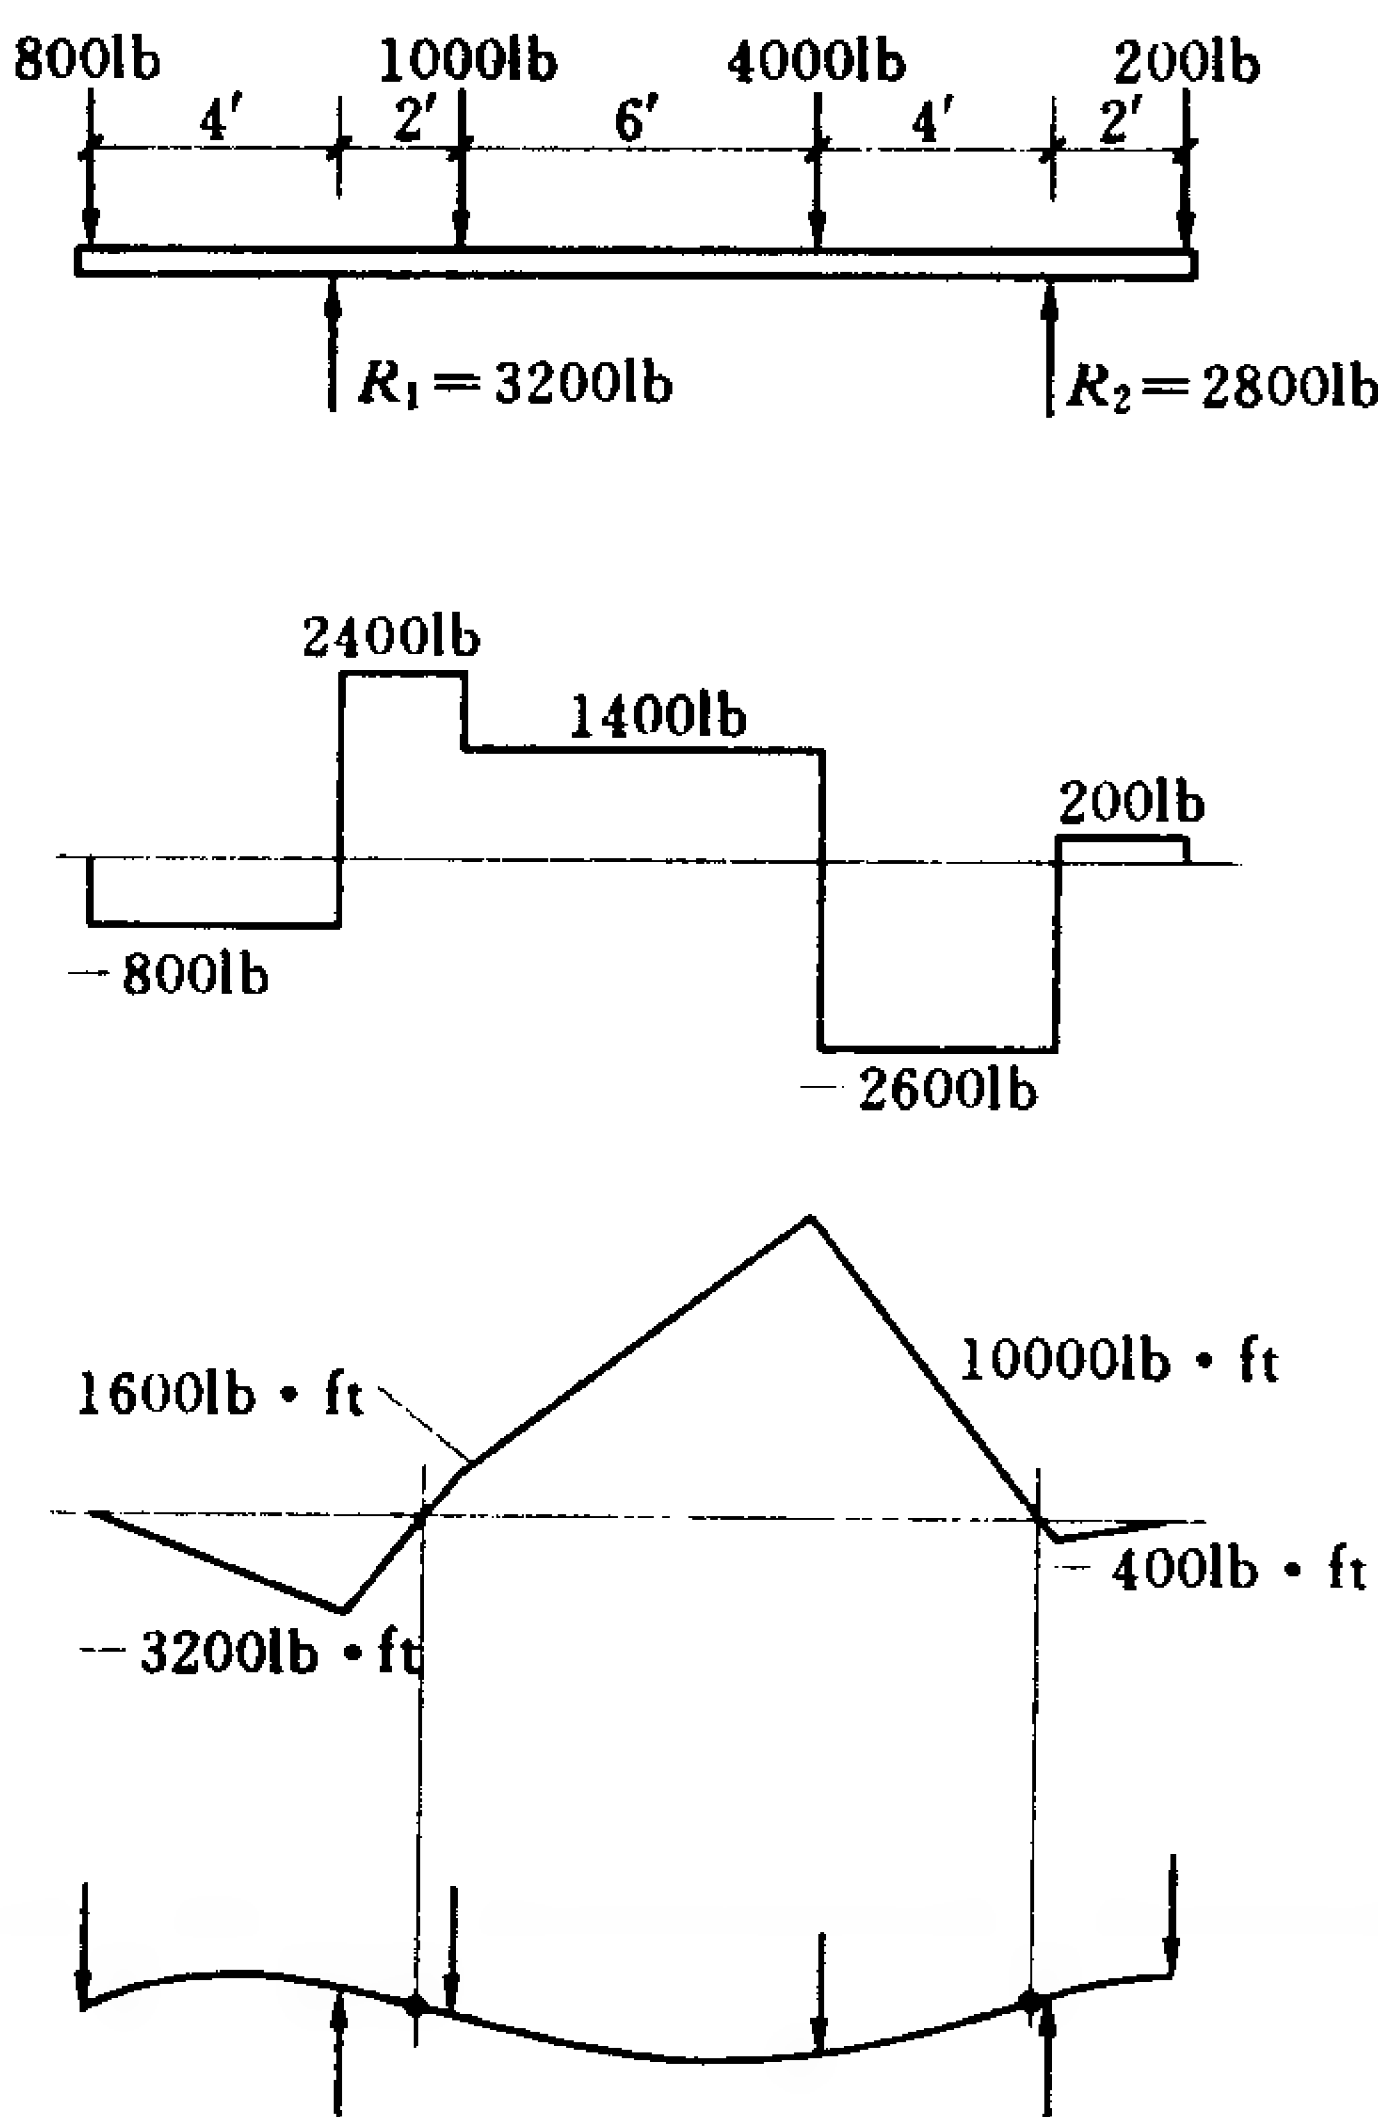 800lb 1000lb 4000lb 200lb
4′ 2′ 6′ 4′ 2′
R₁=3200lb R₂=2800lb
2400lb
1400lb
200lb
—800lb
—2600lb
10000lb·ft
1600lb·ft
—400lb·ft
—3200lb·ft